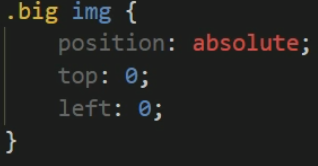 .big img {
    position: absolute;
    top: 0;
    left: 0;
}